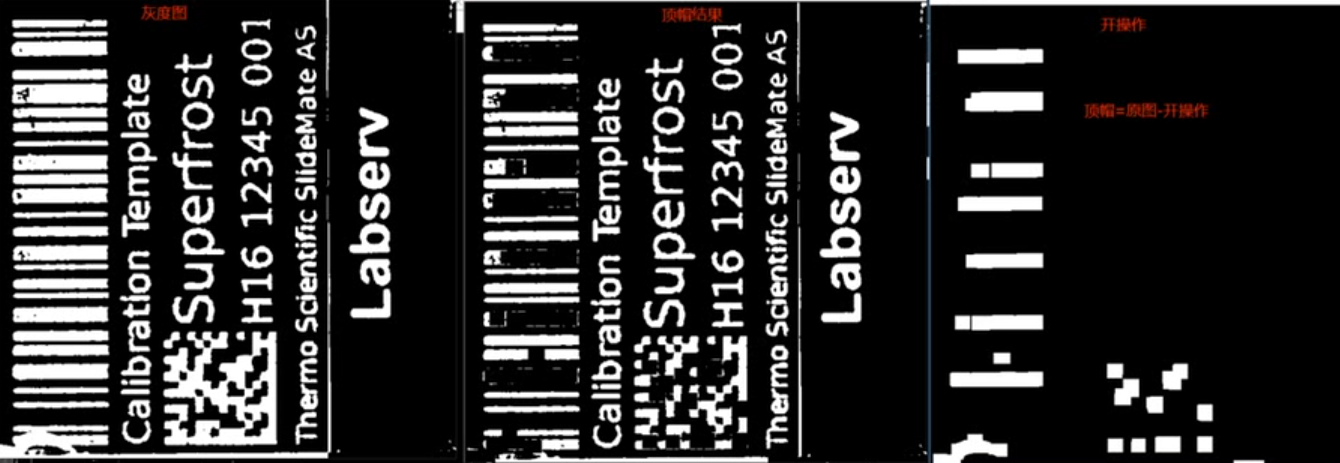 灰度图
Calibration Template
Superfrost
H16 12345 001
Thermo Scientific SlideMate AS
Labserv
顶帽结果
Calibration Template
Superfrost
H16 12345 001
Thermo Scientific SlideMate AS
Labserv
开操作
顶帽=原图-开操作